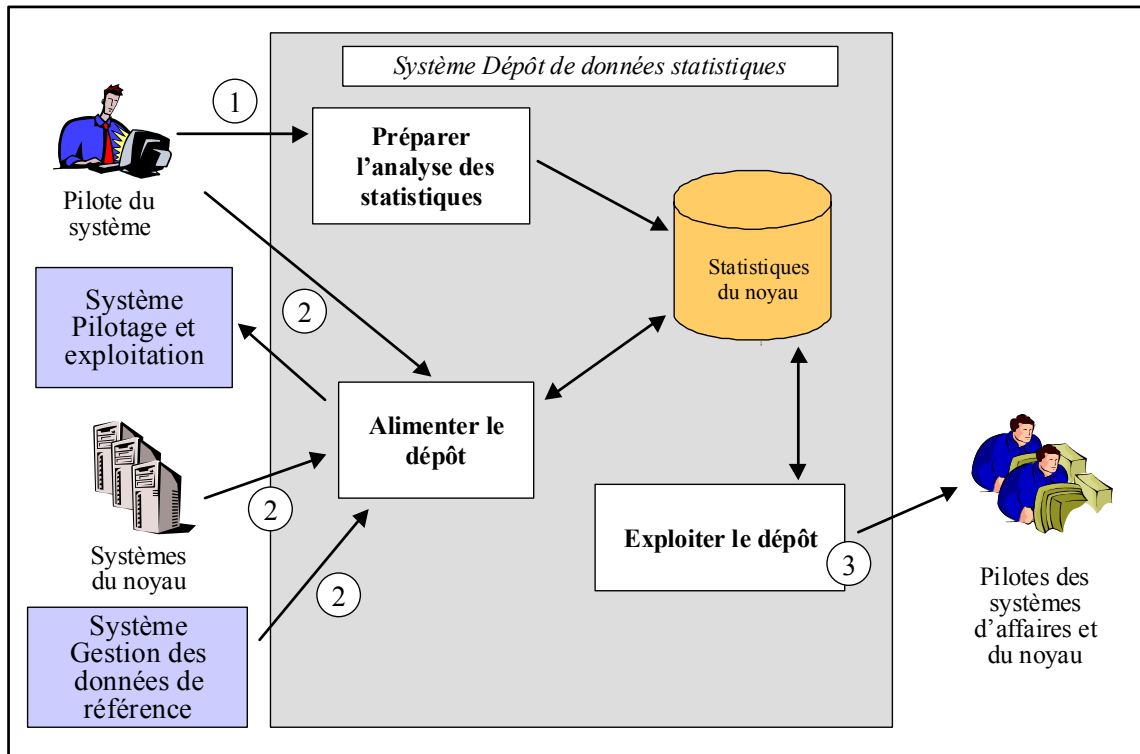 Système Dépôt de données statistiques
1
Préparer
l’analyse des
statistiques
Pilote du
système
Statistiques
du noyau
2
Système
Pilotage et
exploitation
Alimenter le
dépôt
2
Systèmes
du noyau
Exploiter le dépôt
3
2
Pilotes des
systèmes
d’affaires et
du noyau
Système
Gestion des
données de
référence